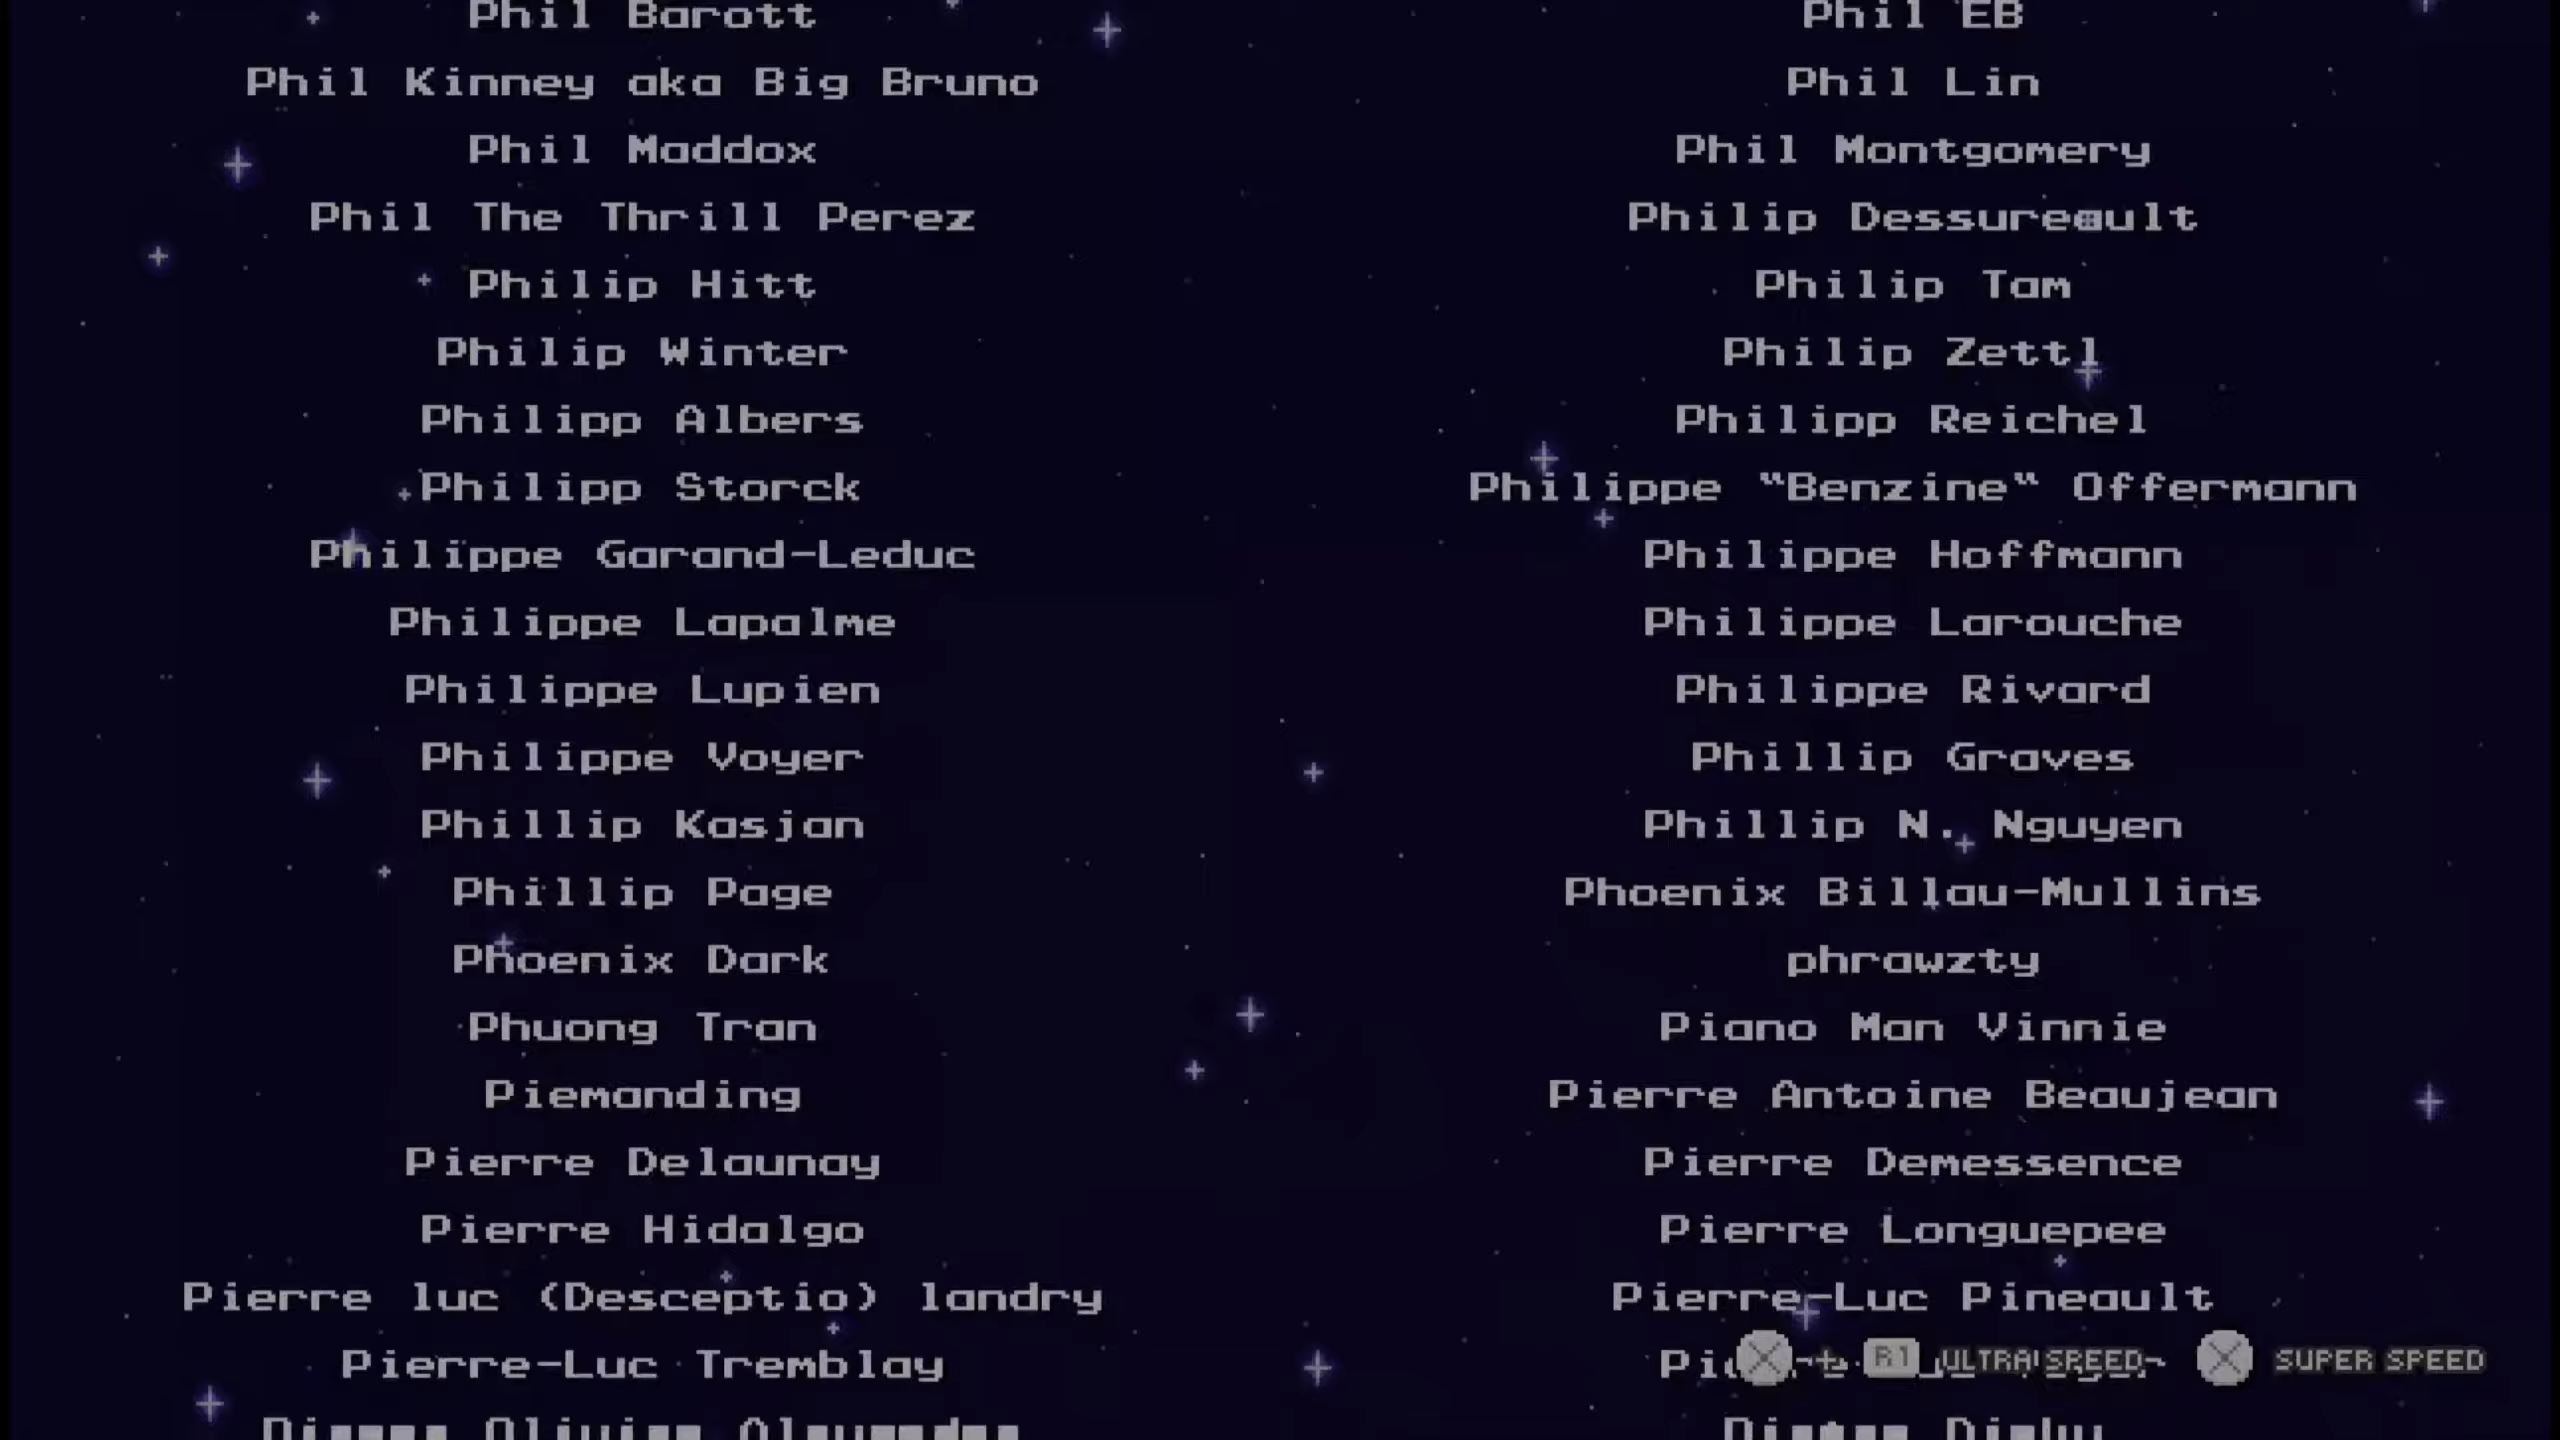 Phil Barott
Phil EB
Phil Kinney aka Big Bruno
Phil Lin
Phil Maddox
Phil Montgomery
Phil The Thrill Perez
Philip Dessureault
Philip Hitt
Philip Tam
Philip Winter
Philip Zettl
Philipp Albers
Philipp Reichel
Philipp Storck
Philippe "Benzine" Offermann
Philippe Garand-Leduc
Philippe Hoffmann
Philippe Lapalme
Philippe Larouche
Philippe Lupien
Philippe Rivard
Philippe Voyer
Phillip Graves
Phillip Kasjan
Phillip N. Nguyen
Phillip Page
Phoenix Billau-Mullins
Phoenix Dark
phrawzty
Phuong Tran
Piano Man Vinnie
Piemanding
Pierre Antoine Beaujean
Pierre Delaunay
Pierre Demessence
Pierre Hidalgo
Pierre Longuepee
Pierre luc (Desceptio) landry
Pierre-Luc Pineault
Pierre-Luc Tremblay
R1 ULTRA SPEED
SUPER SPEED